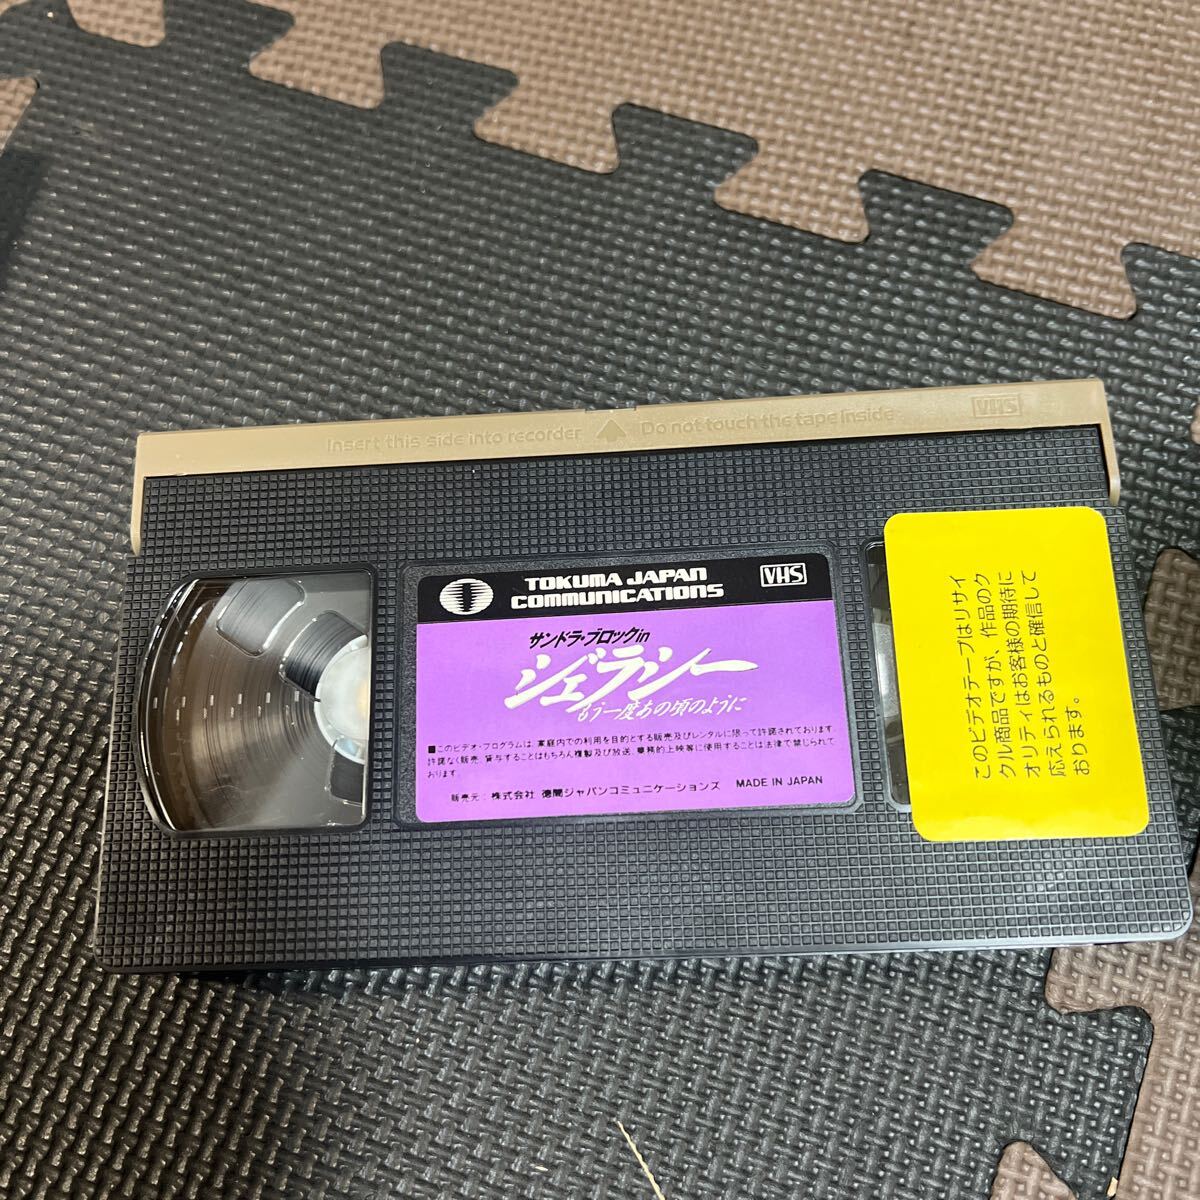 Insert this side into recorder Do not touch the tape inside VHS
TOKUMA JAPAN
COMMUNICATIONS
VHS
サンドラ・ブロックin
ジェラシー
もう一度あの頃のように
■このビデオ・プログラムは、家庭内での利用を目的とする販売及びレンタルに限って許諾されております。
許諾なく販売、貸与することはもちろん複製及び放送、業務的上映等に使用することは法律で禁じられて
おります。
販売元：株式会社 徳間ジャパンコミュニケーションズ MADE IN JAPAN
このビデオテープはリサイ
クル商品ですが、作品のク
オリティはお客様の期待に
応えられるものと確信して
おります。